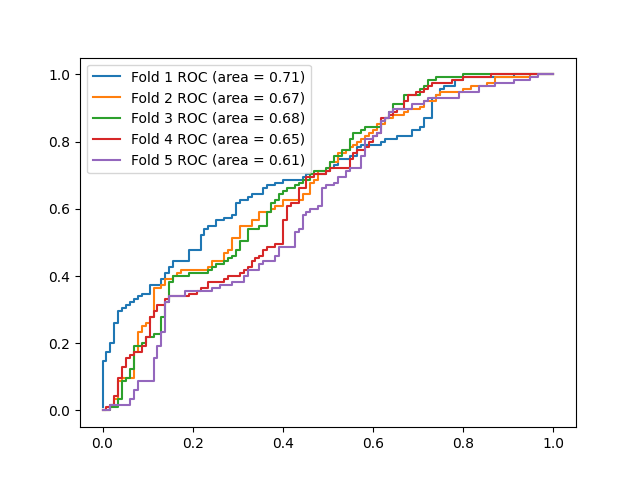 Fold 1 ROC (area = 0.71)
Fold 2 ROC (area = 0.67)
Fold 3 ROC (area = 0.68)
Fold 4 ROC (area = 0.65)
Fold 5 ROC (area = 0.61)
1.0
0.8
0.6
0.4
0.2
0.0
0.0 0.2 0.4 0.6 0.8 1.0